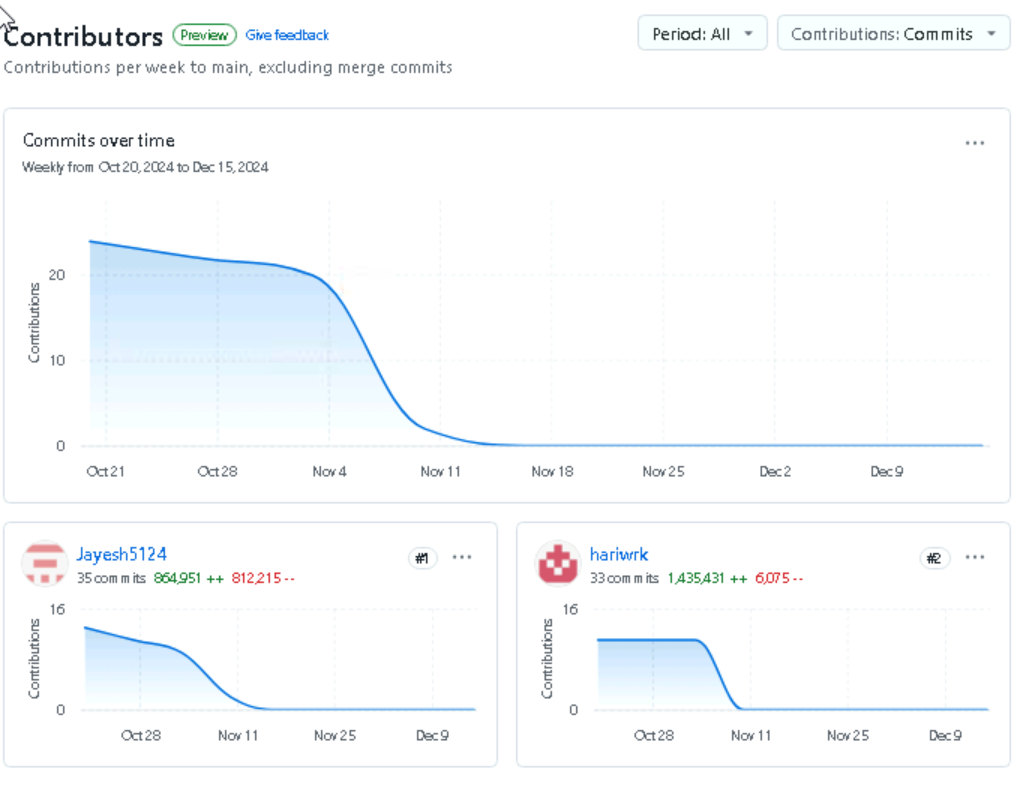 Contributors Preview Give feedback Period: All Contributions: Commits
Contributions per week to main, excluding merge commits
Commits over time
Weekly from Oct 20, 2024 to Dec 15, 2024
Contributions
20
10
0
Oct 21 Oct 28 Nov 4 Nov 11 Nov 18 Nov 25 Dec 2 Dec 9
Jayesh5124 #1
35 commits 864,951 ++ 812,215 --
Contributions
16
0
Oct 28 Nov 11 Nov 25 Dec 9
hariwrk #2
33 commits 1,435,431 ++ 6,075 --
Contributions
16
0
Oct 28 Nov 11 Nov 25 Dec 9